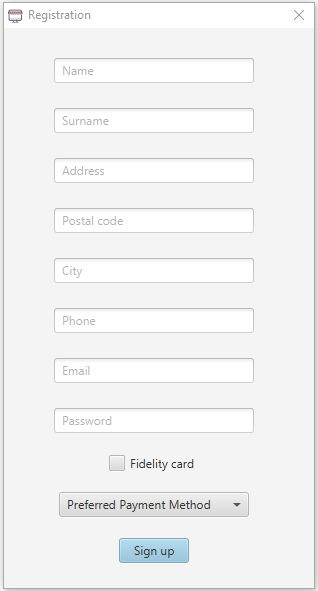 Registration
Name
Surname
Address
Postal code
City
Phone
Email
Password
Fidelity card
Preferred Payment Method
Sign up